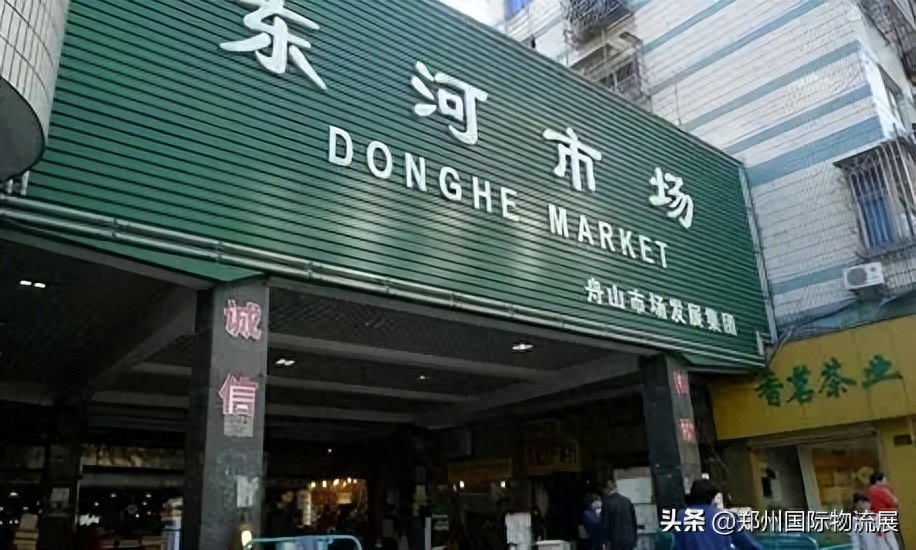 东河市场
DONGHE MARKET
舟山市场发展集团
诚信
香茗茶业
头条 @郑州国际物流展